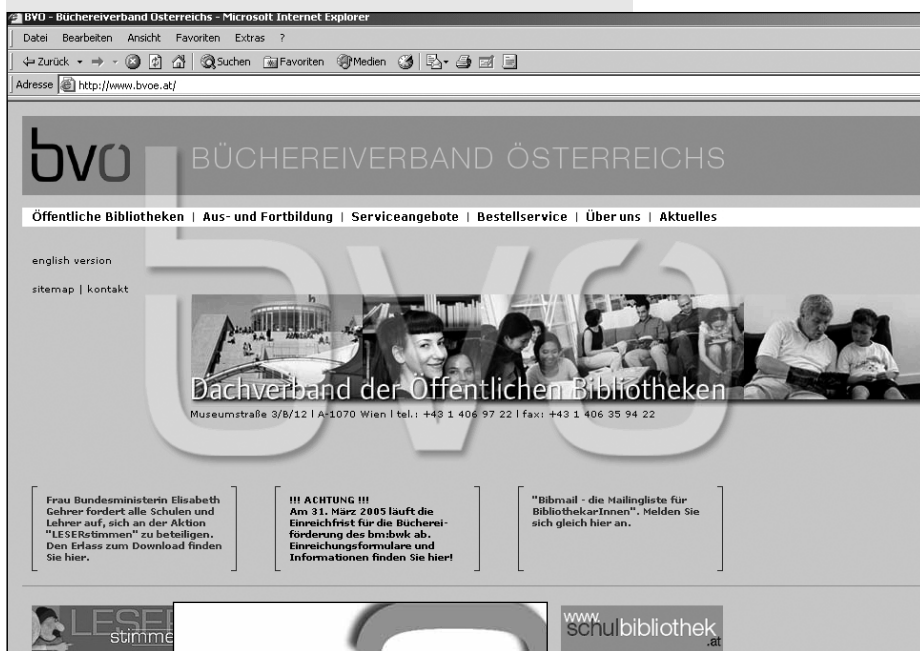 BVÖ - Büchereiverband Österreichs - Microsoft Internet Explorer
Datei Bearbeiten Ansicht Favoriten Extras ?
Zurück Suchen Favoriten Medien
Adresse http://www.bvoe.at/
bvö BÜCHEREIVERBAND ÖSTERREICHS
Öffentliche Bibliotheken | Aus- und Fortbildung | Serviceangebote | Bestellservice | Über uns | Aktuelles
english version
sitemap | kontakt
bvö
h
Dachverband der Öffentlichen Bibliotheken
Museumstraße 3/B/12 | A-1070 Wien | tel.: +43 1 406 97 22 | fax: +43 1 406 35 94 22
Frau Bundesministerin Elisabeth
Gehrer fordert alle Schulen und
Lehrer auf, sich an der Aktion
"LESERstimmen" zu beteiligen.
Den Erlass zum Download finden
Sie hier.
!!! ACHTUNG !!!
Am 31. März 2005 läuft die
Einreichfrist für die Bücherei-
förderung des bm:bwk ab.
Einreichungsformulare und
Informationen finden Sie hier!
"Bibmail - die Mailingliste für
BibliothekarInnen". Melden Sie
sich gleich hier an.
LESER
stimme
www.
schulbibliothek
.at